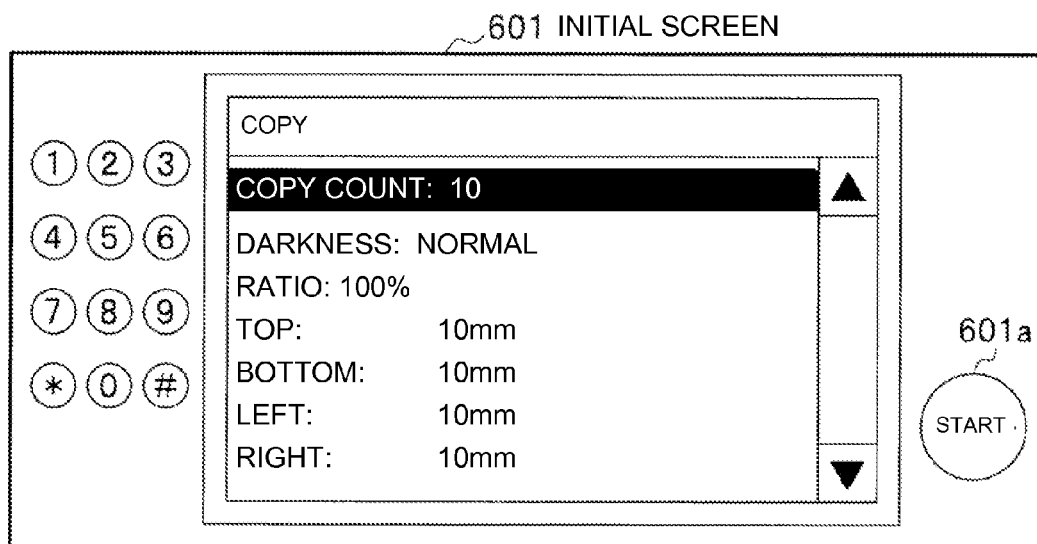 601 INITIAL SCREEN
COPY
1 2 3
COPY COUNT: 10
4 5 6
DARKNESS: NORMAL
RATIO: 100%
7 8 9
TOP: 10mm
601a
* 0 #
BOTTOM: 10mm
LEFT: 10mm
START
RIGHT: 10mm